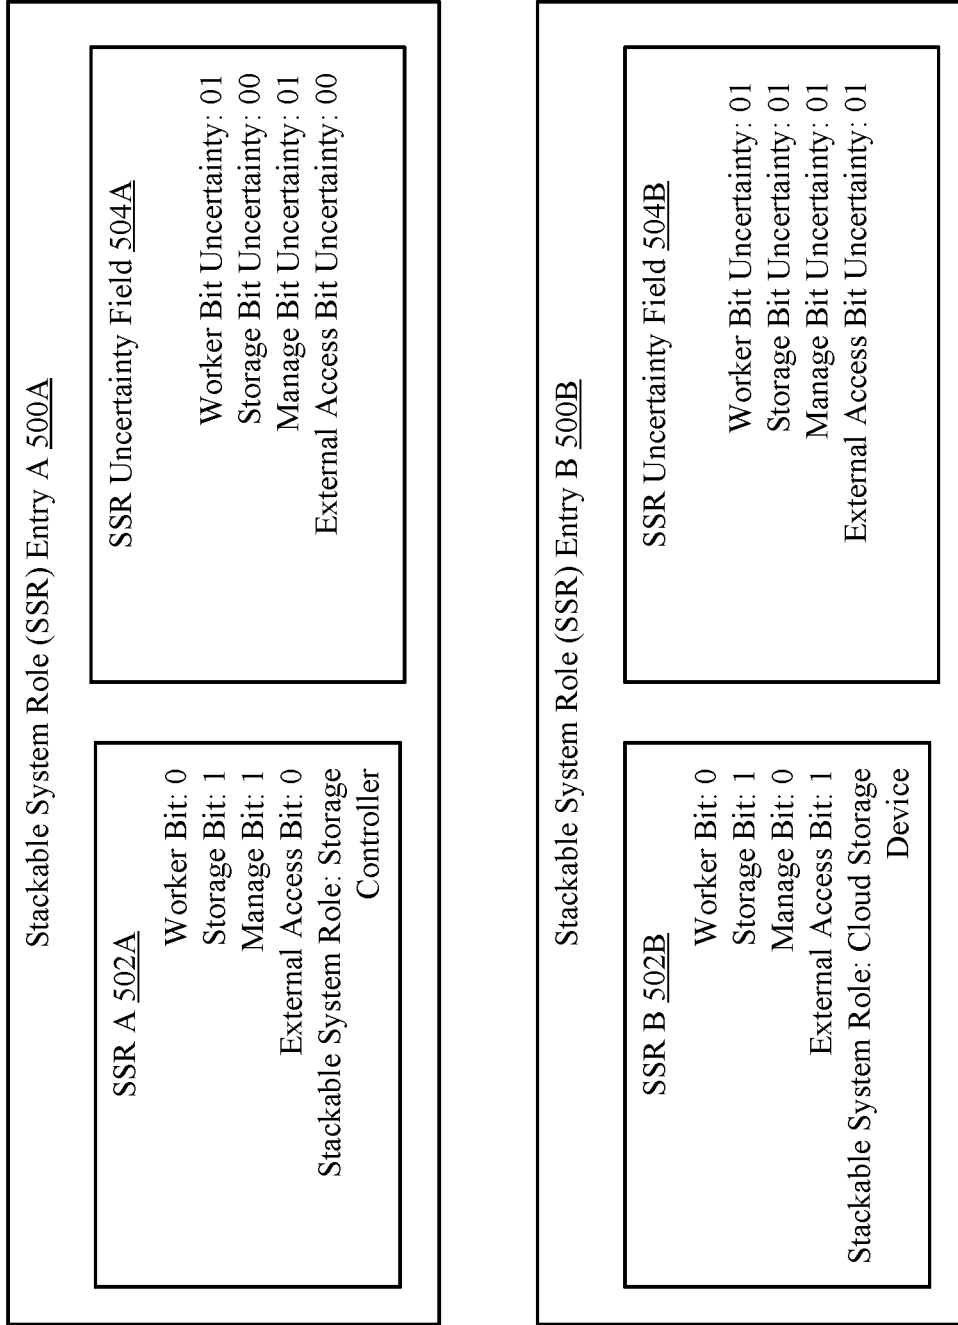 Stackable System Role (SSR) Entry A 500A
SSR A 502A
Worker Bit: 0
Storage Bit: 1
Manage Bit: 1
External Access Bit: 0
Stackable System Role: Storage
Controller
SSR Uncertainty Field 504A
Worker Bit Uncertainty: 01
Storage Bit Uncertainty: 00
Manage Bit Uncertainty: 01
External Access Bit Uncertainty: 00
Stackable System Role (SSR) Entry B 500B
SSR B 502B
Worker Bit: 0
Storage Bit: 1
Manage Bit: 0
External Access Bit: 1
Stackable System Role: Cloud Storage
Device
SSR Uncertainty Field 504B
Worker Bit Uncertainty: 01
Storage Bit Uncertainty: 01
Manage Bit Uncertainty: 01
External Access Bit Uncertainty: 01